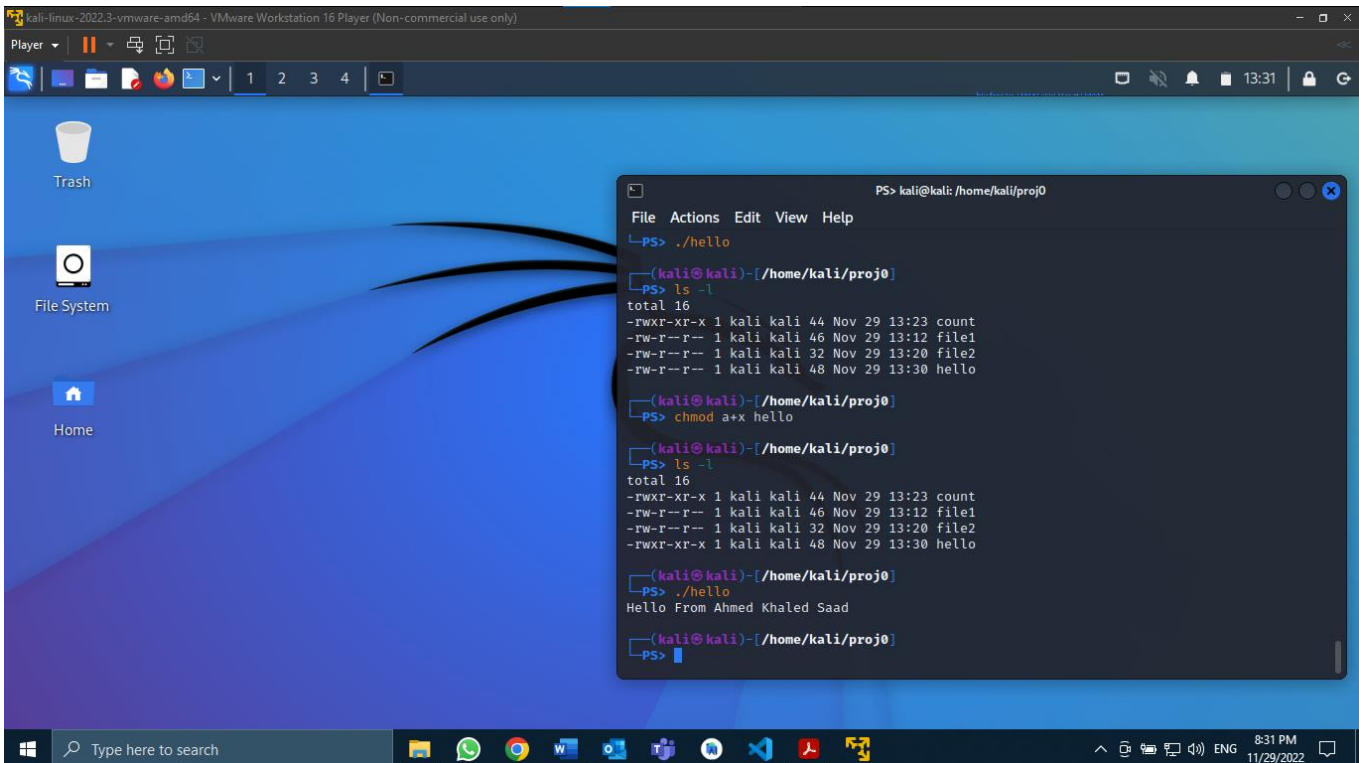 kali-linux-2022.3-vmware-amd64 - VMware Workstation 16 Player (Non-commercial use only)
Player
1 2 3 4
13:31
Trash
File System
Home
PS> kali@kali: /home/kali/proj0
File Actions Edit View Help
└─PS> ./hello
┌──(kali㉿kali)-[/home/kali/proj0]
└─PS> ls -l
total 16
-rwxr-xr-x 1 kali kali 44 Nov 29 13:23 count
-rw-r--r-- 1 kali kali 46 Nov 29 13:12 file1
-rw-r--r-- 1 kali kali 32 Nov 29 13:20 file2
-rw-r--r-- 1 kali kali 48 Nov 29 13:30 hello
┌──(kali㉿kali)-[/home/kali/proj0]
└─PS> chmod a+x hello
┌──(kali㉿kali)-[/home/kali/proj0]
└─PS> ls -l
total 16
-rwxr-xr-x 1 kali kali 44 Nov 29 13:23 count
-rw-r--r-- 1 kali kali 46 Nov 29 13:12 file1
-rw-r--r-- 1 kali kali 32 Nov 29 13:20 file2
-rwxr-xr-x 1 kali kali 48 Nov 29 13:30 hello
┌──(kali㉿kali)-[/home/kali/proj0]
└─PS> ./hello
Hello From Ahmed Khaled Saad
┌──(kali㉿kali)-[/home/kali/proj0]
└─PS>
Type here to search
ENG
8:31 PM
11/29/2022